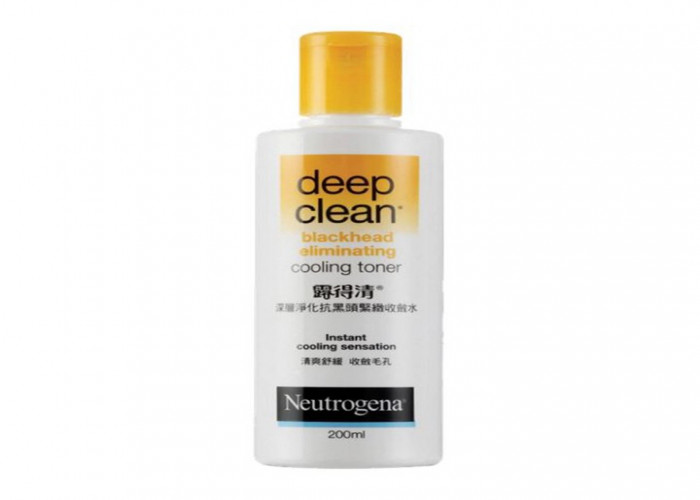 deep
clean®
blackhead
eliminating
cooling toner
露得清®
深層淨化抗黑頭緊緻收斂水
Instant
cooling sensation
清爽舒緩 收斂毛孔
Neutrogena®
200ml